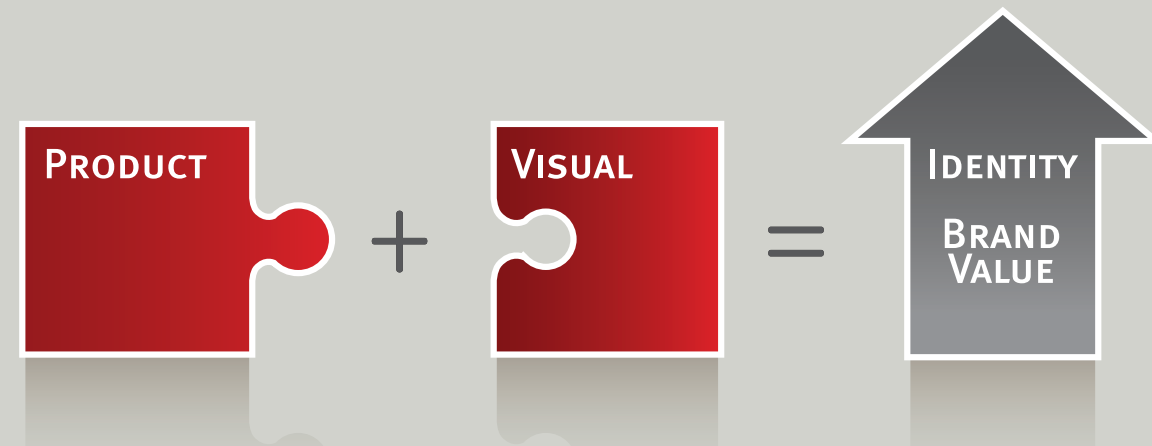 Product
+
Visual
=
Identity
Brand
Value